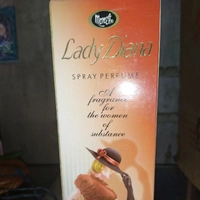 Lady Diana
SPRAY PERFUME
A
fragrance
for the
women of
substance